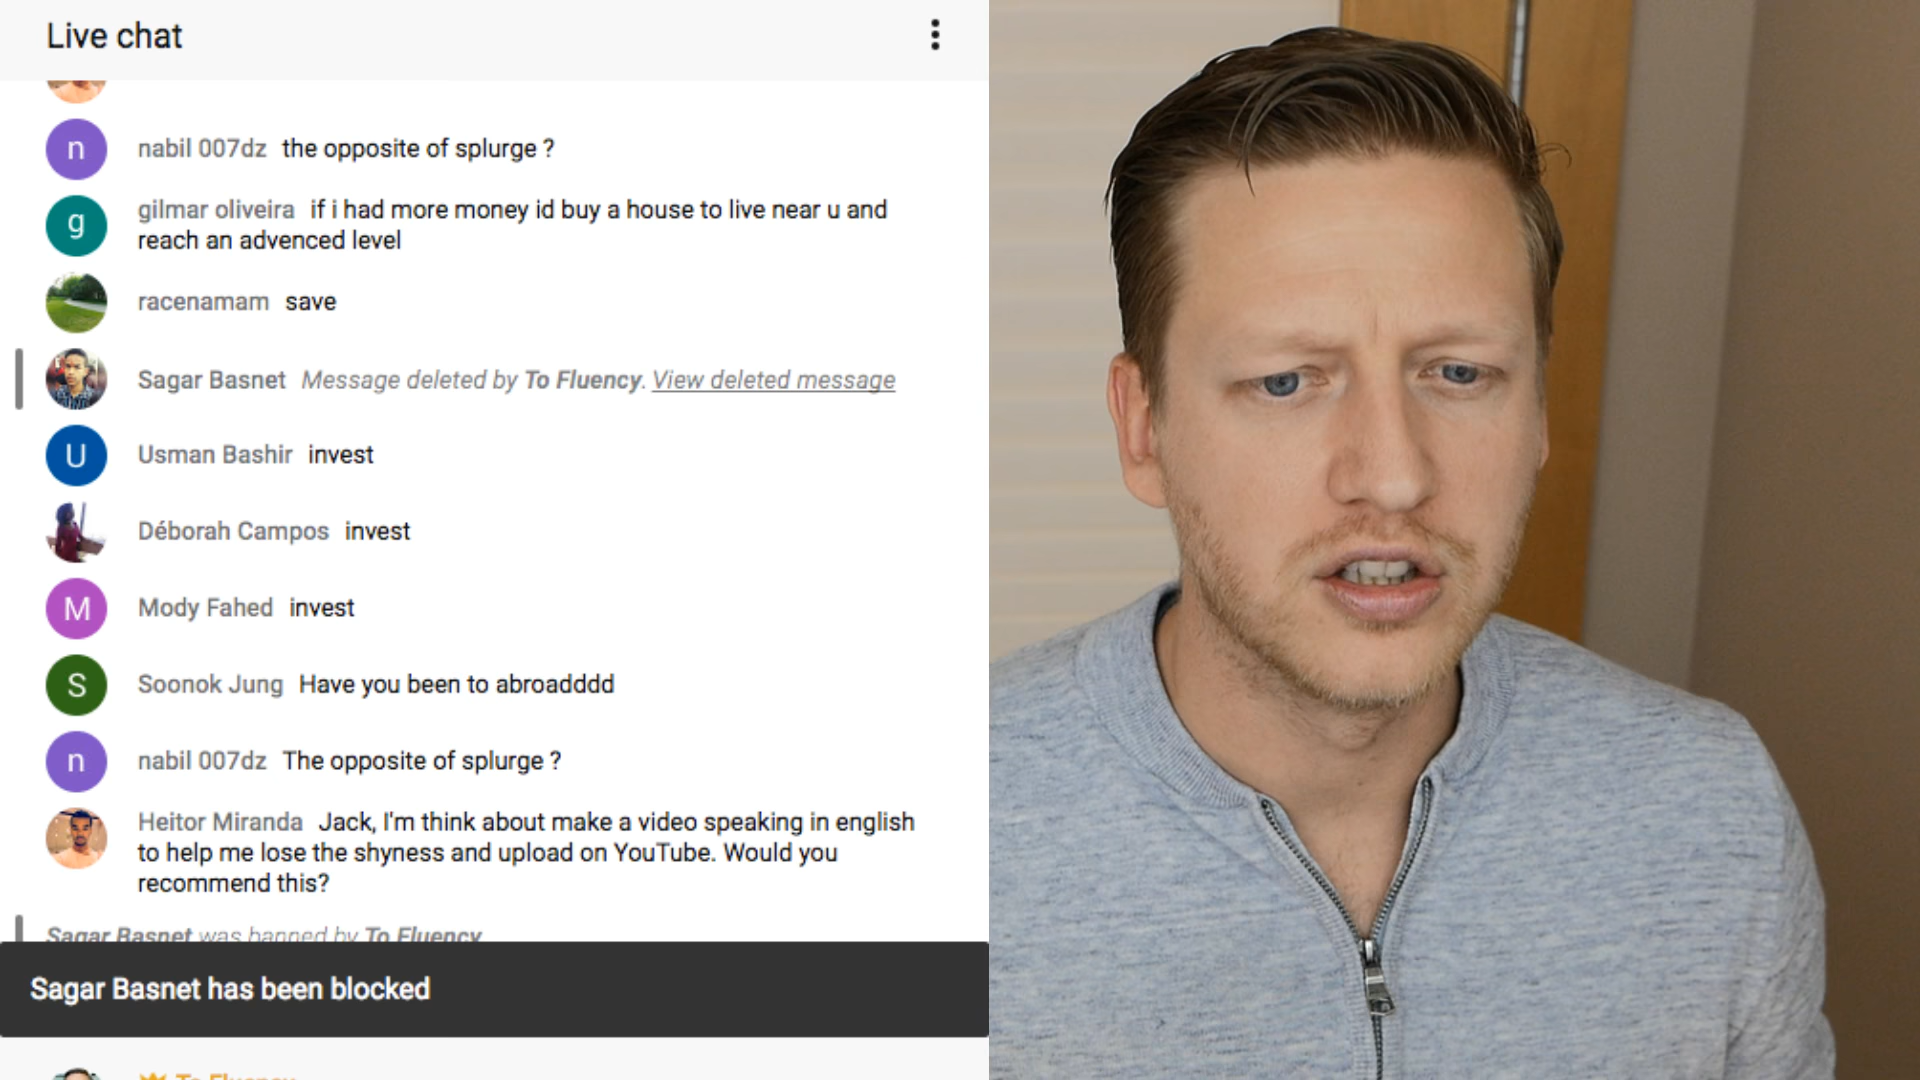 Live chat
n nabil 007dz the opposite of splurge ?
g gilmar oliveira if i had more money id buy a house to live near u and
reach an advenced level
racenamam save
Sagar Basnet Message deleted by To Fluency. View deleted message
U Usman Bashir invest
Déborah Campos invest
M Mody Fahed invest
S Soonok Jung Have you been to abroadddd
n nabil 007dz The opposite of splurge ?
Heitor Miranda Jack, I'm think about make a video speaking in english
to help me lose the shyness and upload on YouTube. Would you
recommend this?
Sagar Basnet was banned by To Fluency
Sagar Basnet has been blocked
To Fluency